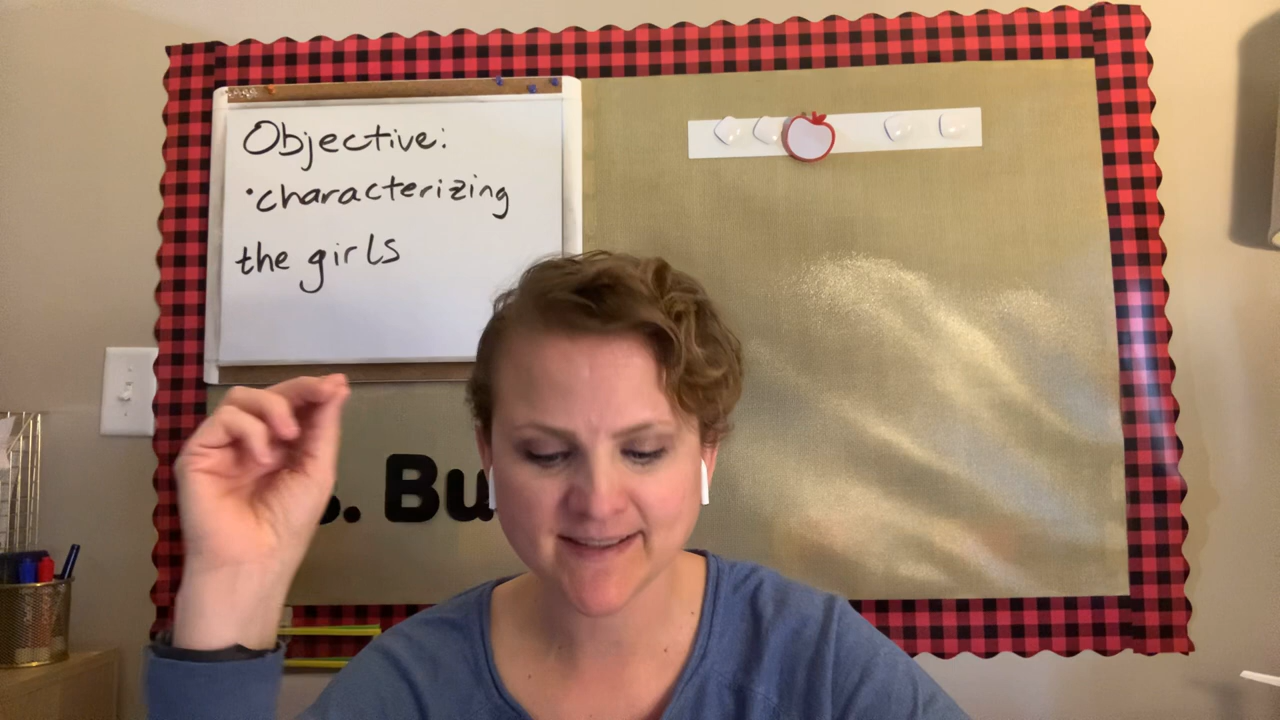 Objective:
·characterizing
the girls
s. Bu